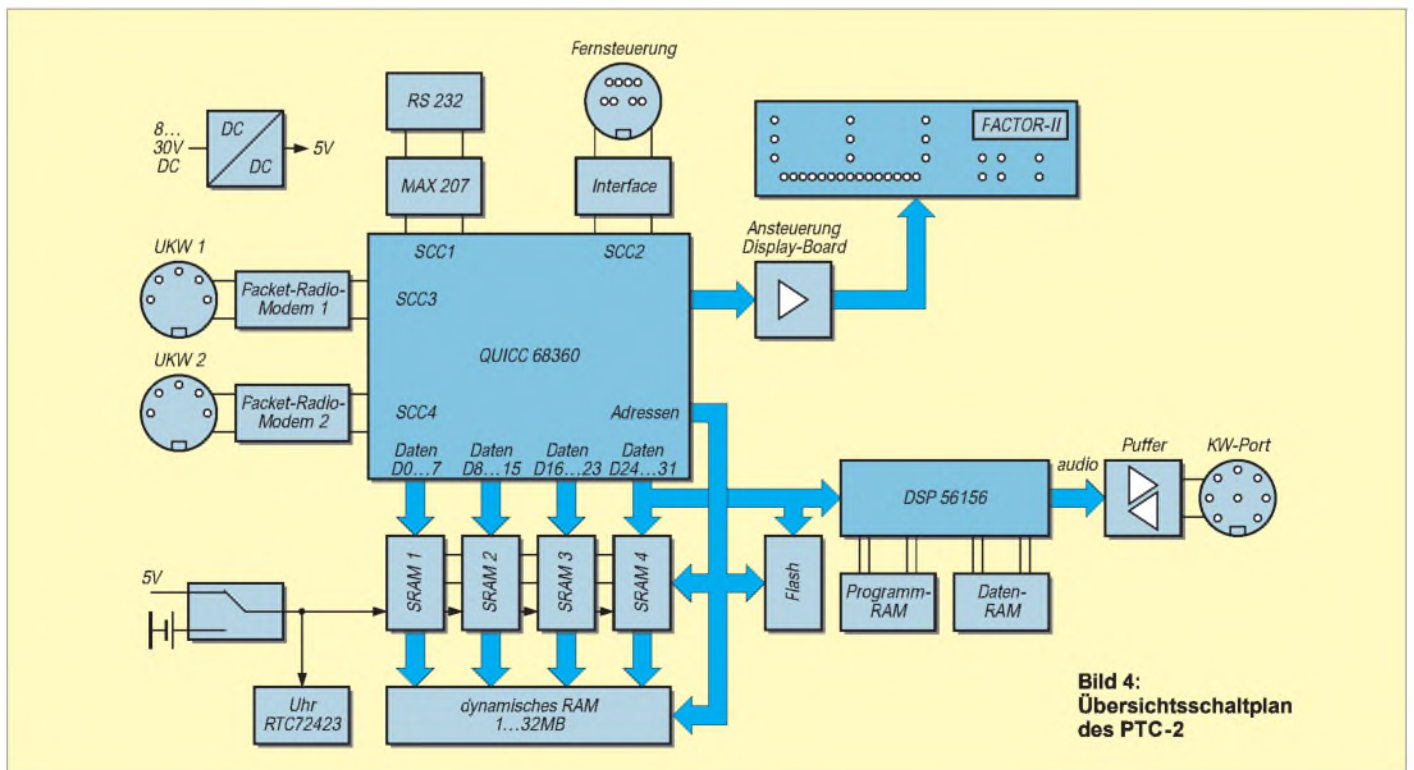 Fernsteuerung
RS 232
8...
30V
DC
DC
DC
5V
MAX 207
Interface
FACTOR-II
Ansteuerung
Display-Board
UKW 1
Packet-Radio-
Modem 1
SCC1
SCC2
SCC3
QUICC 68360
UKW 2
Packet-Radio-
Modem 2
SCC4
Adressen
Daten
D0...7
Daten
D8...15
Daten
D16...23
Daten
D24...31
Puffer
KW-Port
audio
DSP 56156
5V
SRAM 1
SRAM 2
SRAM 3
SRAM 4
Flash
Programm-
RAM
Daten-
RAM
Uhr
RTC72423
dynamisches RAM
1...32MB
Bild 4:
Übersichtsschaltplan
des PTC-2